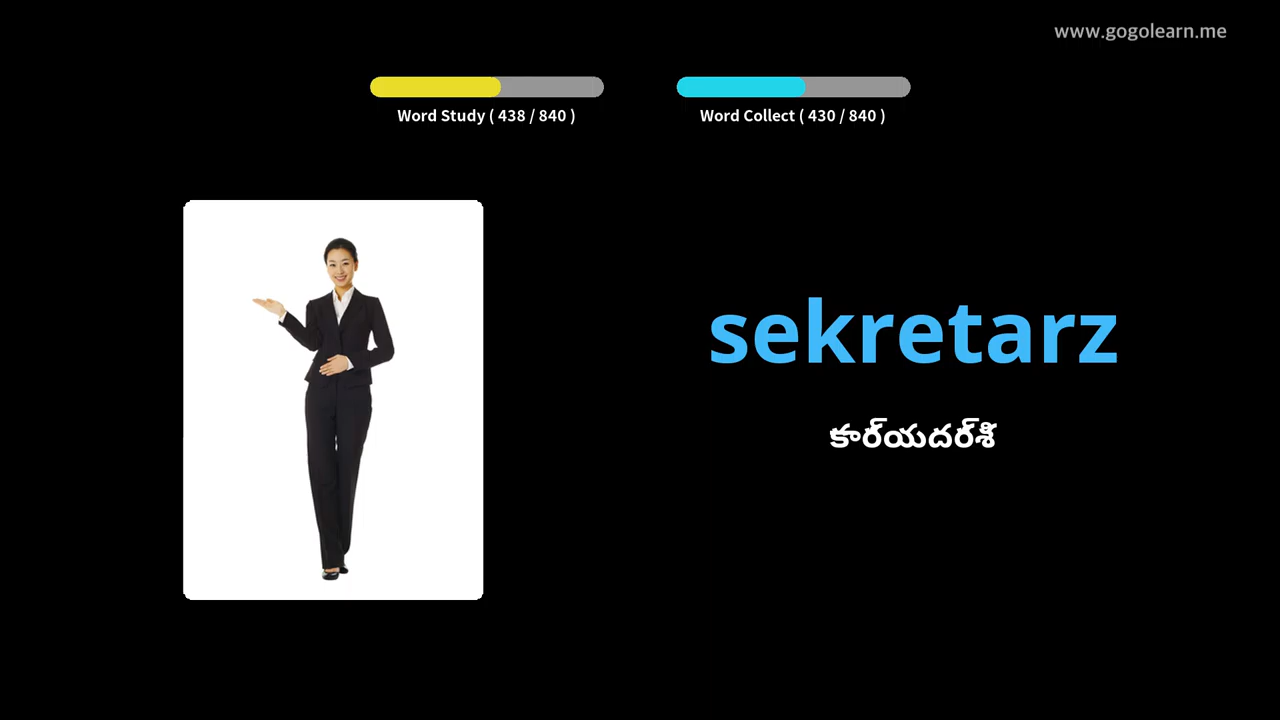 www.gogolearn.me
Word Study ( 438 / 840 )
Word Collect ( 430 / 840 )
sekretarz
కార్యదర్శి